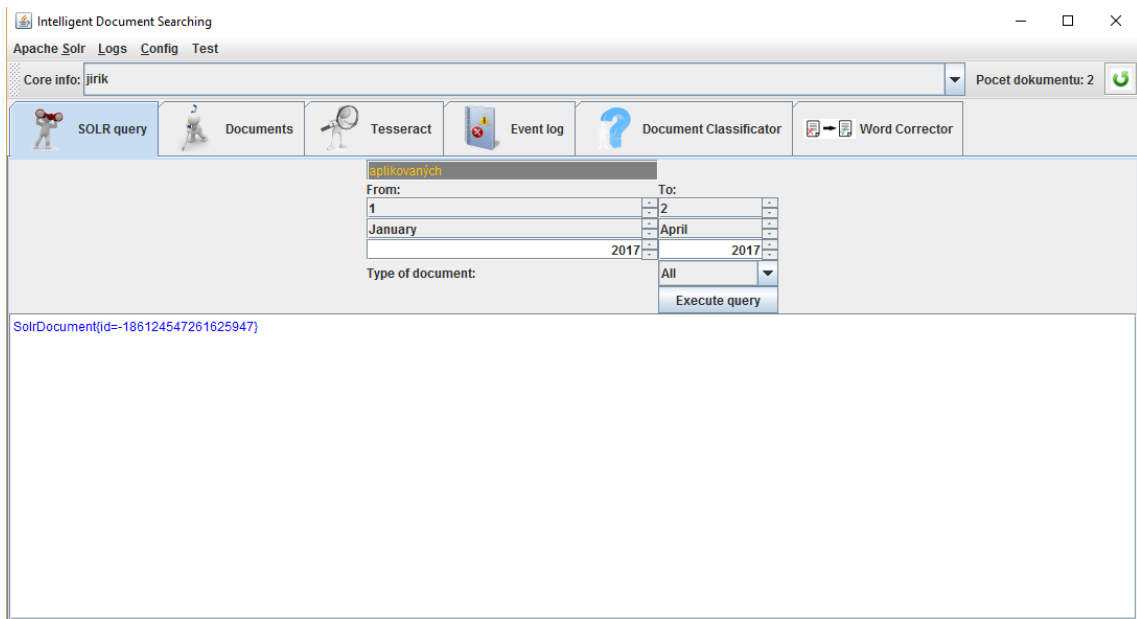 Intelligent Document Searching
Apache Solr Logs Config Test
Core info: jirik Pocet dokumentu: 2
SOLR query Documents Tesseract Event log Document Classificator Word Corrector
aplikovaných
From: To:
1 2
January April
2017 2017
Type of document: All
Execute query
SolrDocument{id=-186124547261625947}